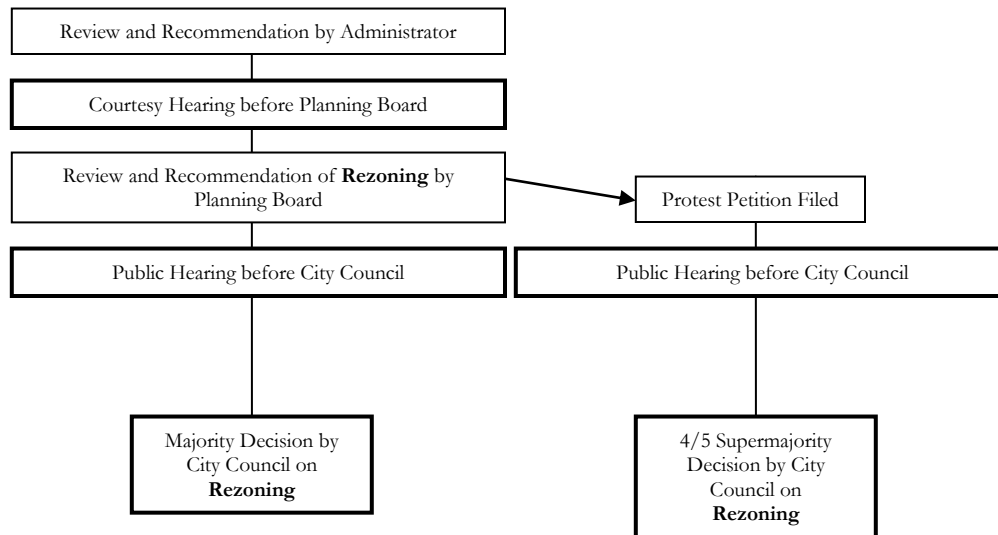 Review and Recommendation by Administrator
Courtesy Hearing before Planning Board
Review and Recommendation of Rezoning by
Planning Board
Protest Petition Filed
Public Hearing before City Council
Public Hearing before City Council
Majority Decision by
City Council on
Rezoning
4/5 Supermajority
Decision by City
Council on
Rezoning